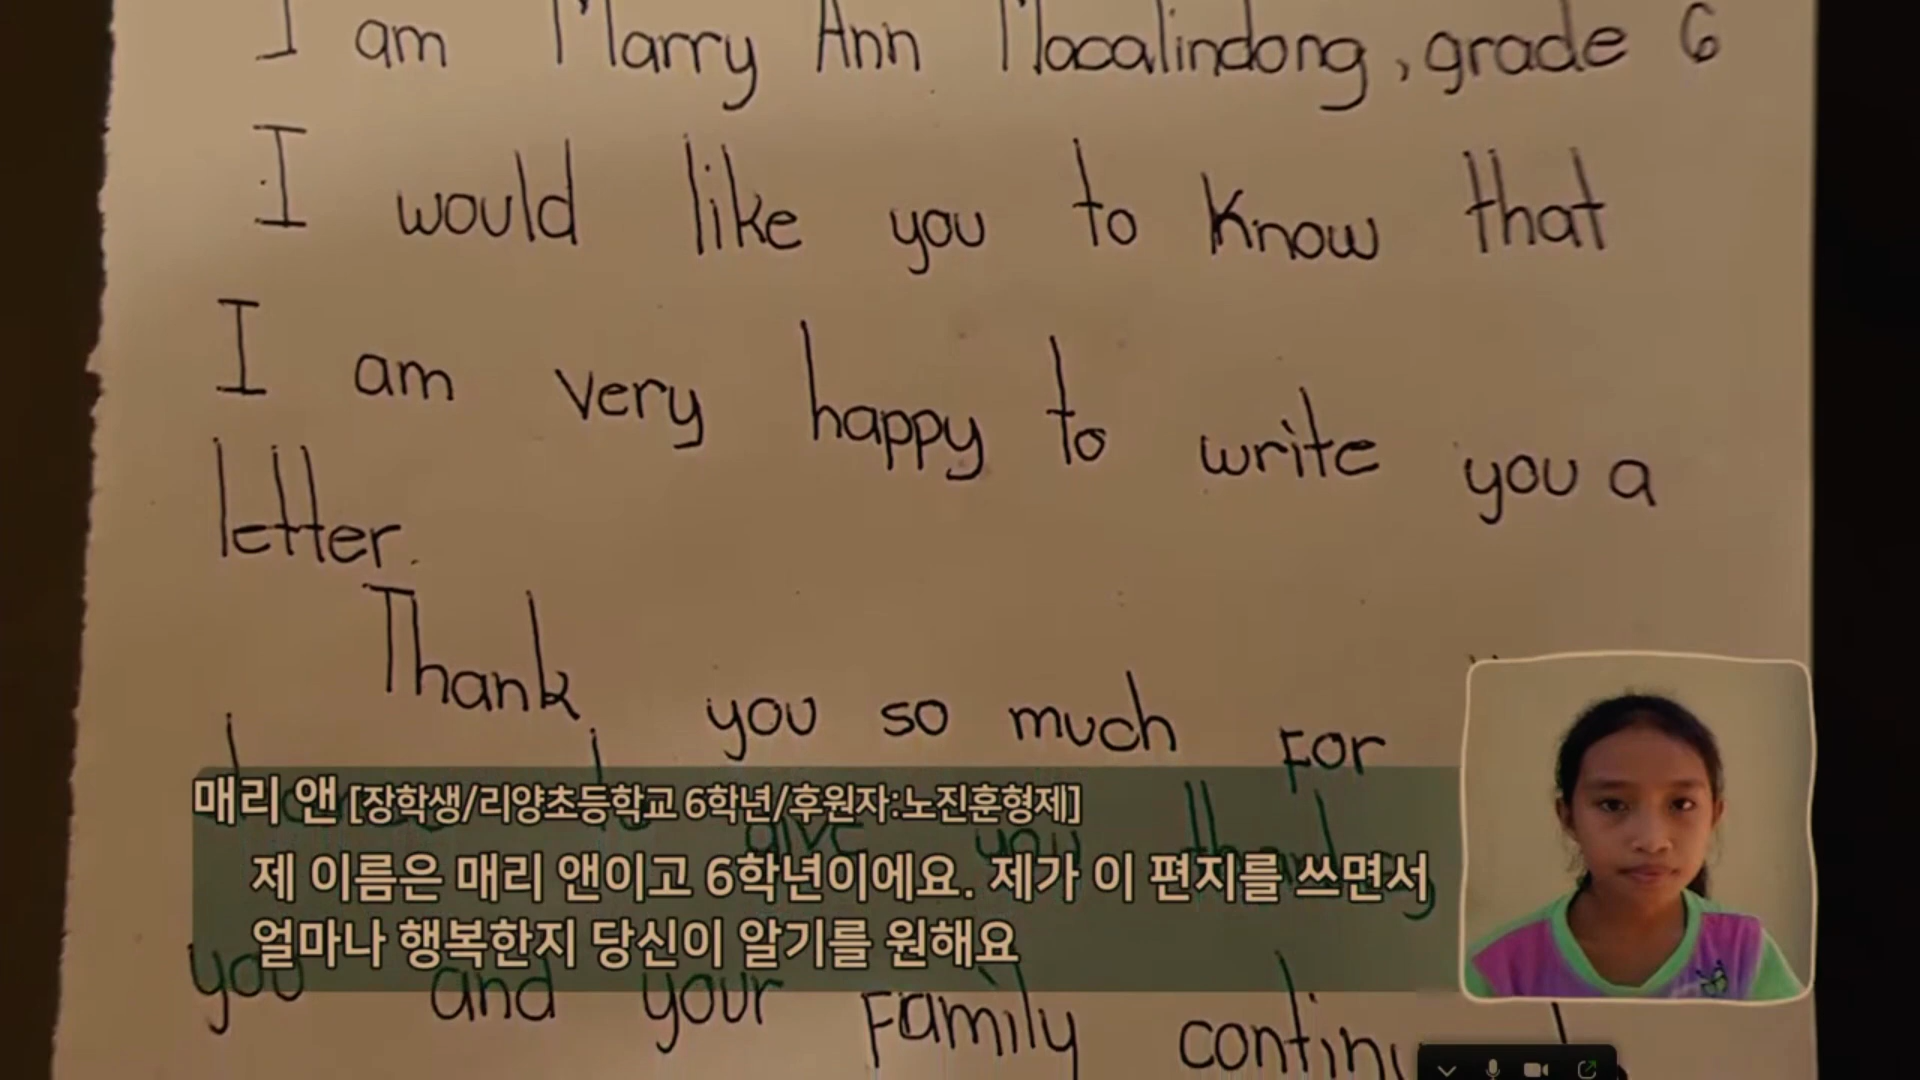 I am Marry Ann Macalindong, grade 6
I would like you to know that
I am very happy to write you a
letter.
Thank you so much for
give you thank
you and your Family
매리 앤 [장학생/리양초등학교 6학년/후원자:노진훈형제]
제 이름은 매리 앤이고 6학년이에요. 제가 이 편지를 쓰면서
얼마나 행복한지 당신이 알기를 원해요